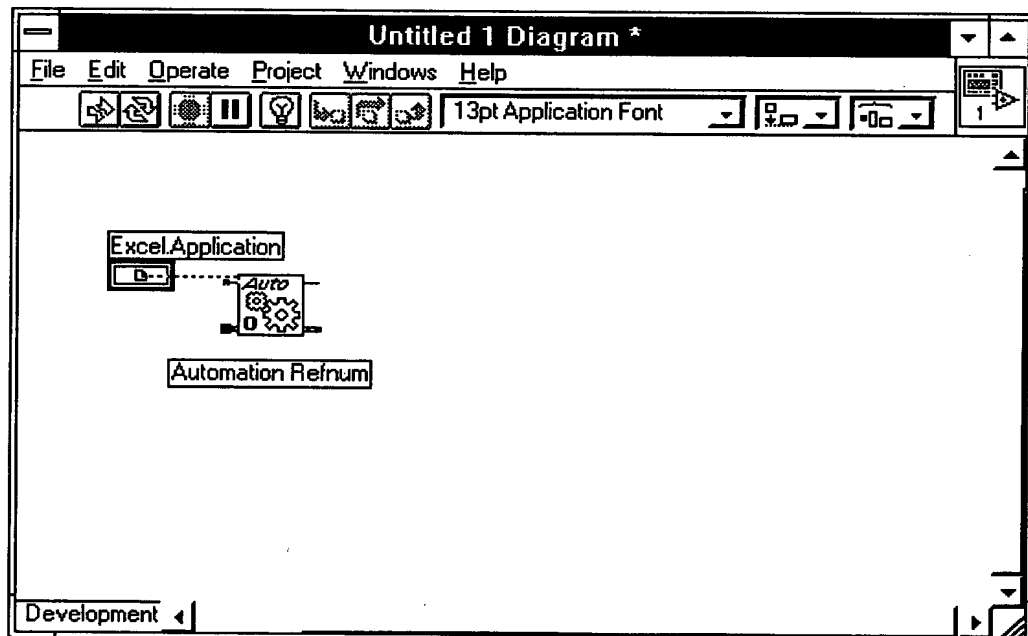 Untitled 1 Diagram *
File Edit Operate Project Windows Help
13pt Application Font
1
Excel.Application
Auto
0
Automation Refnum
Development